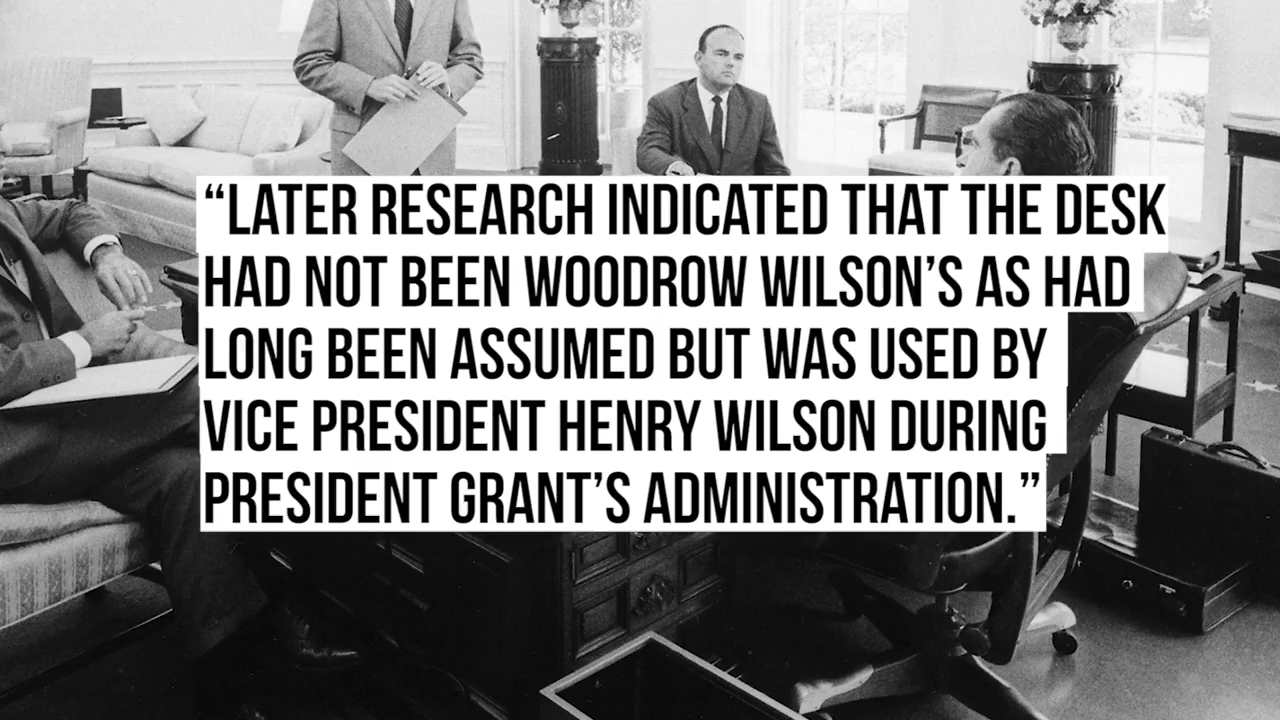 “LATER RESEARCH INDICATED THAT THE DESK
HAD NOT BEEN WOODROW WILSON’S AS HAD
LONG BEEN ASSUMED BUT WAS USED BY
VICE PRESIDENT HENRY WILSON DURING
PRESIDENT GRANT’S ADMINISTRATION.”